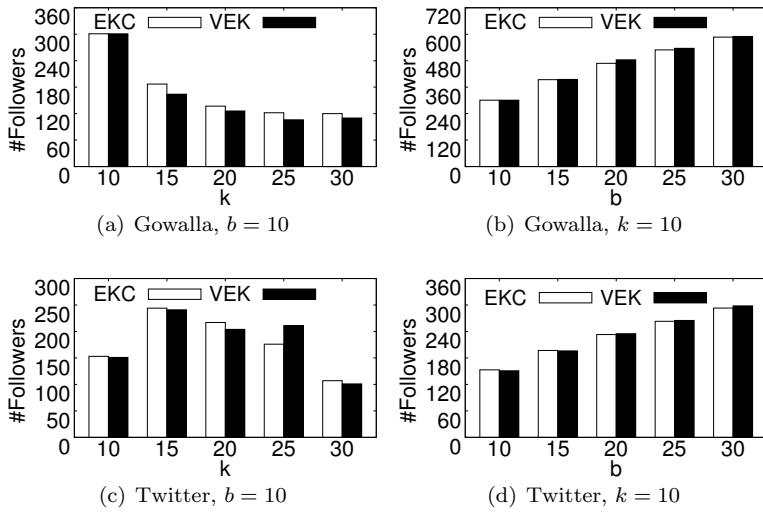 360
300
240
180
120
60
0
#Followers
EKC
VEK
10 15 20 25 30
k
(a) Gowalla, b = 10
720
600
480
360
240
120
0
#Followers
EKC
VEK
10 15 20 25 30
b
(b) Gowalla, k = 10
300
250
200
150
100
50
0
#Followers
EKC
VEK
10 15 20 25 30
k
(c) Twitter, b = 10
360
300
240
180
120
60
0
#Followers
EKC
VEK
10 15 20 25 30
b
(d) Twitter, k = 10